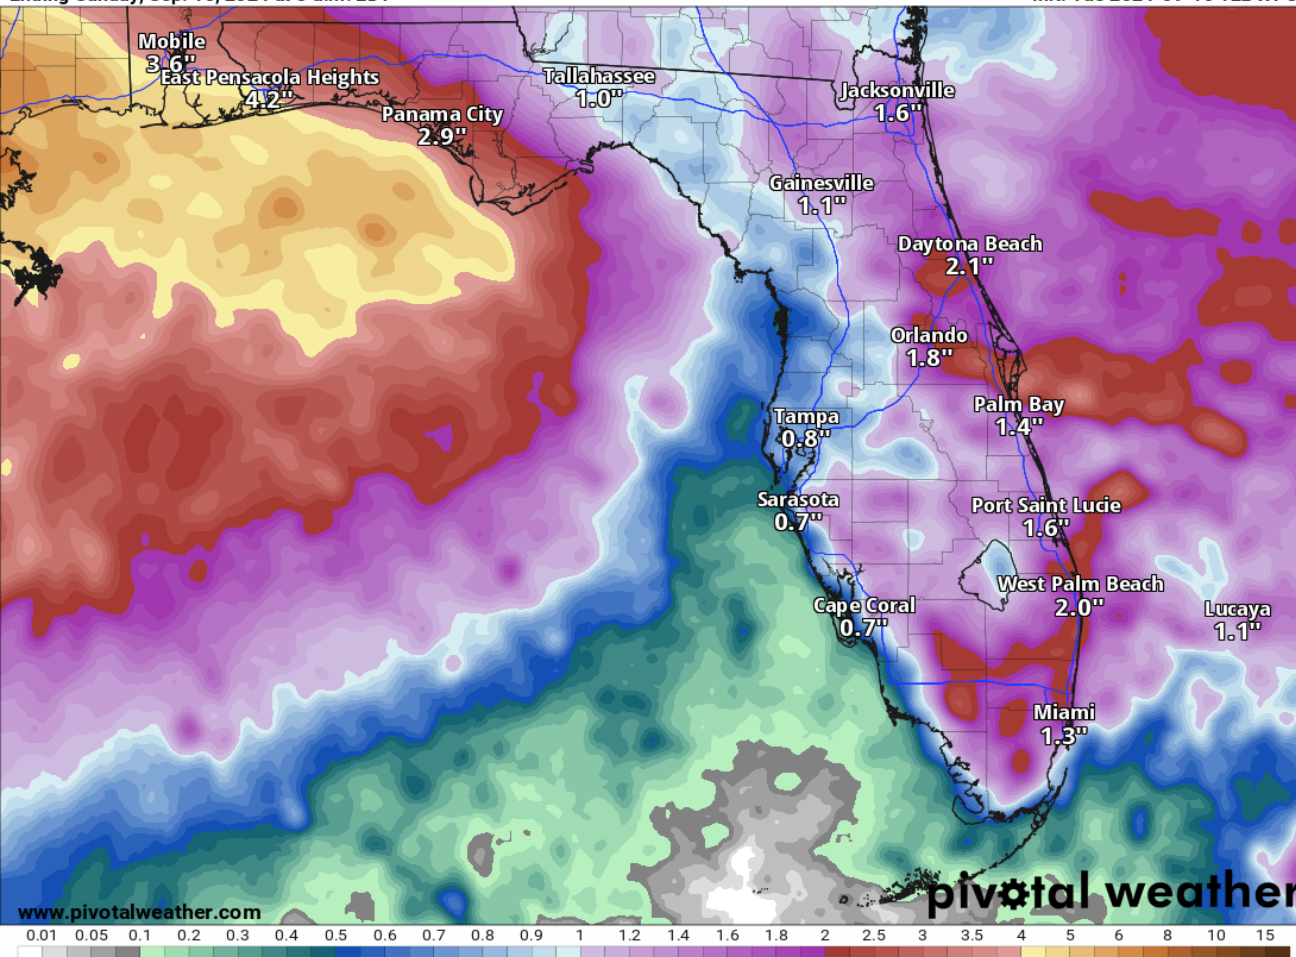 Mobile
3.6"
East Pensacola Heights
4.2"
Tallahassee
1.0"
Jacksonville
1.6"
Panama City
2.9"
Gainesville
1.1"
Daytona Beach
2.1"
Orlando
1.8"
Palm Bay
1.4"
Tampa
0.8"
Sarasota
0.7"
Port Saint Lucie
1.6"
West Palm Beach
2.0"
Cape Coral
0.7"
Lucaya
1.1"
Miami
1.3"
pivotal weather
www.pivotalweather.com
0.01 0.05 0.1 0.2 0.3 0.4 0.5 0.6 0.7 0.8 0.9 1 1.2 1.4 1.6 1.8 2 2.5 3 3.5 4 5 6 8 10 15